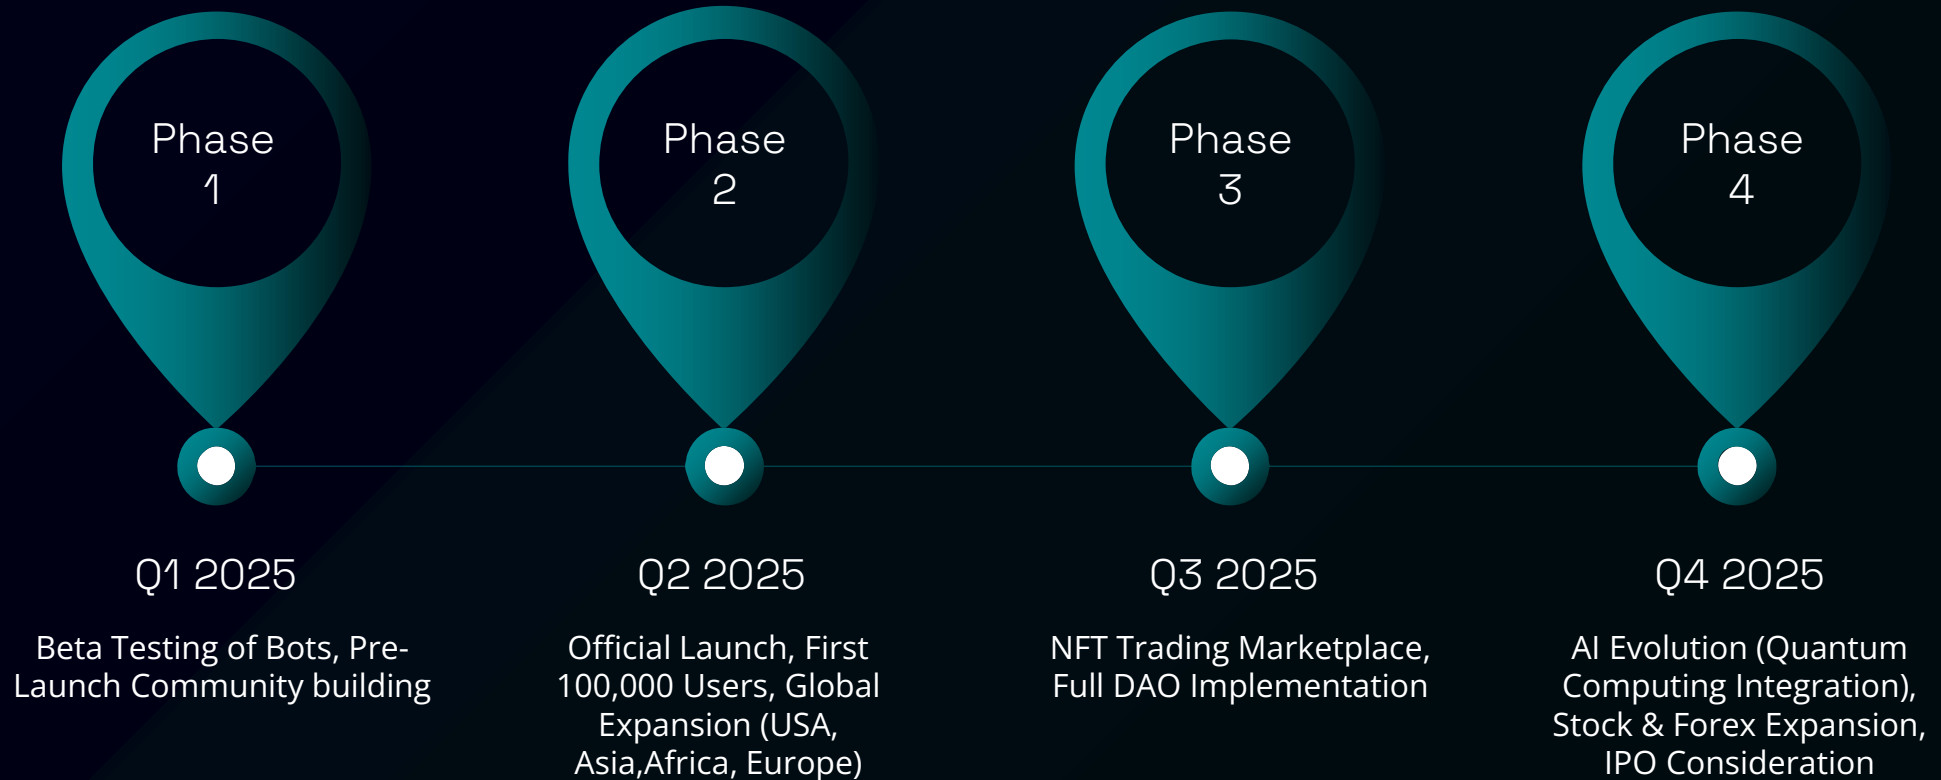 Phase
1
Phase
2
Phase
3
Phase
4
Q1 2025
Beta Testing of Bots, Pre-
Launch Community building
Q2 2025
Official Launch, First
100,000 Users, Global
Expansion (USA,
Asia,Africa, Europe)
Q3 2025
NFT Trading Marketplace,
Full DAO Implementation
Q4 2025
AI Evolution (Quantum
Computing Integration),
Stock & Forex Expansion,
IPO Consideration